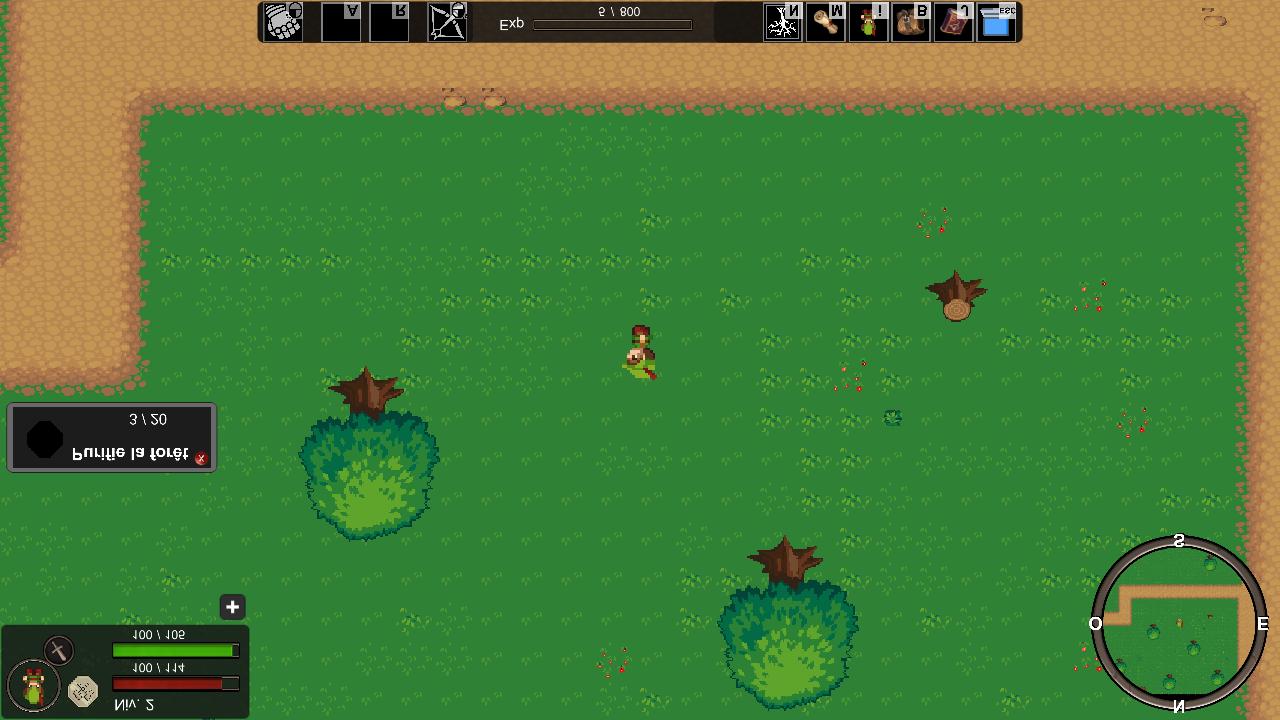 Niv. 2
100 / 114
100 / 105
N
O
E
S
Purifie la forêt
x
3 / 20
A
R
Exp
5 / 800
N
M
I
B
J
ESC